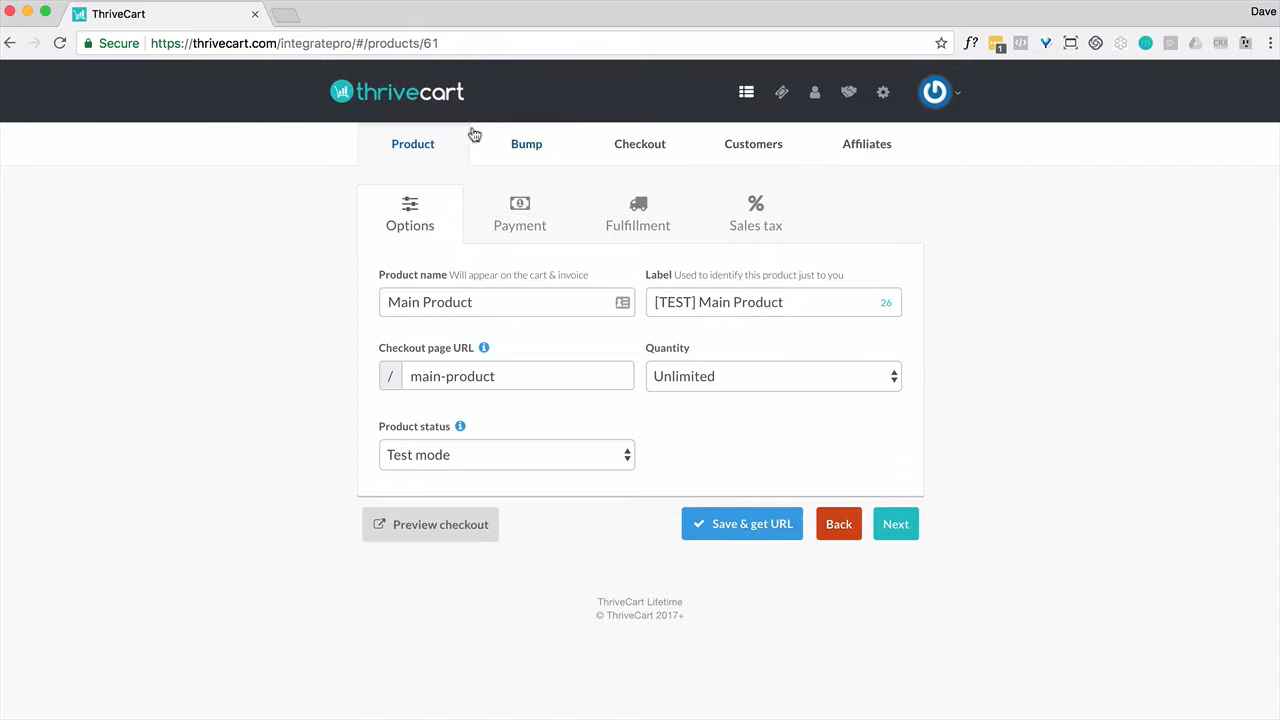 ThriveCart
Dave
Secure https://thrivecart.com/integratepro/#/products/61
f?
1
CRX
thrivecart
Product Bump Checkout Customers Affiliates
Options Payment Fulfillment Sales tax
Product name Will appear on the cart & invoice Label Used to identify this product just to you
Main Product [TEST] Main Product 26
Checkout page URL Quantity
/ main-product Unlimited
Product status
Test mode
Preview checkout Save & get URL Back Next
ThriveCart Lifetime
© ThriveCart 2017+